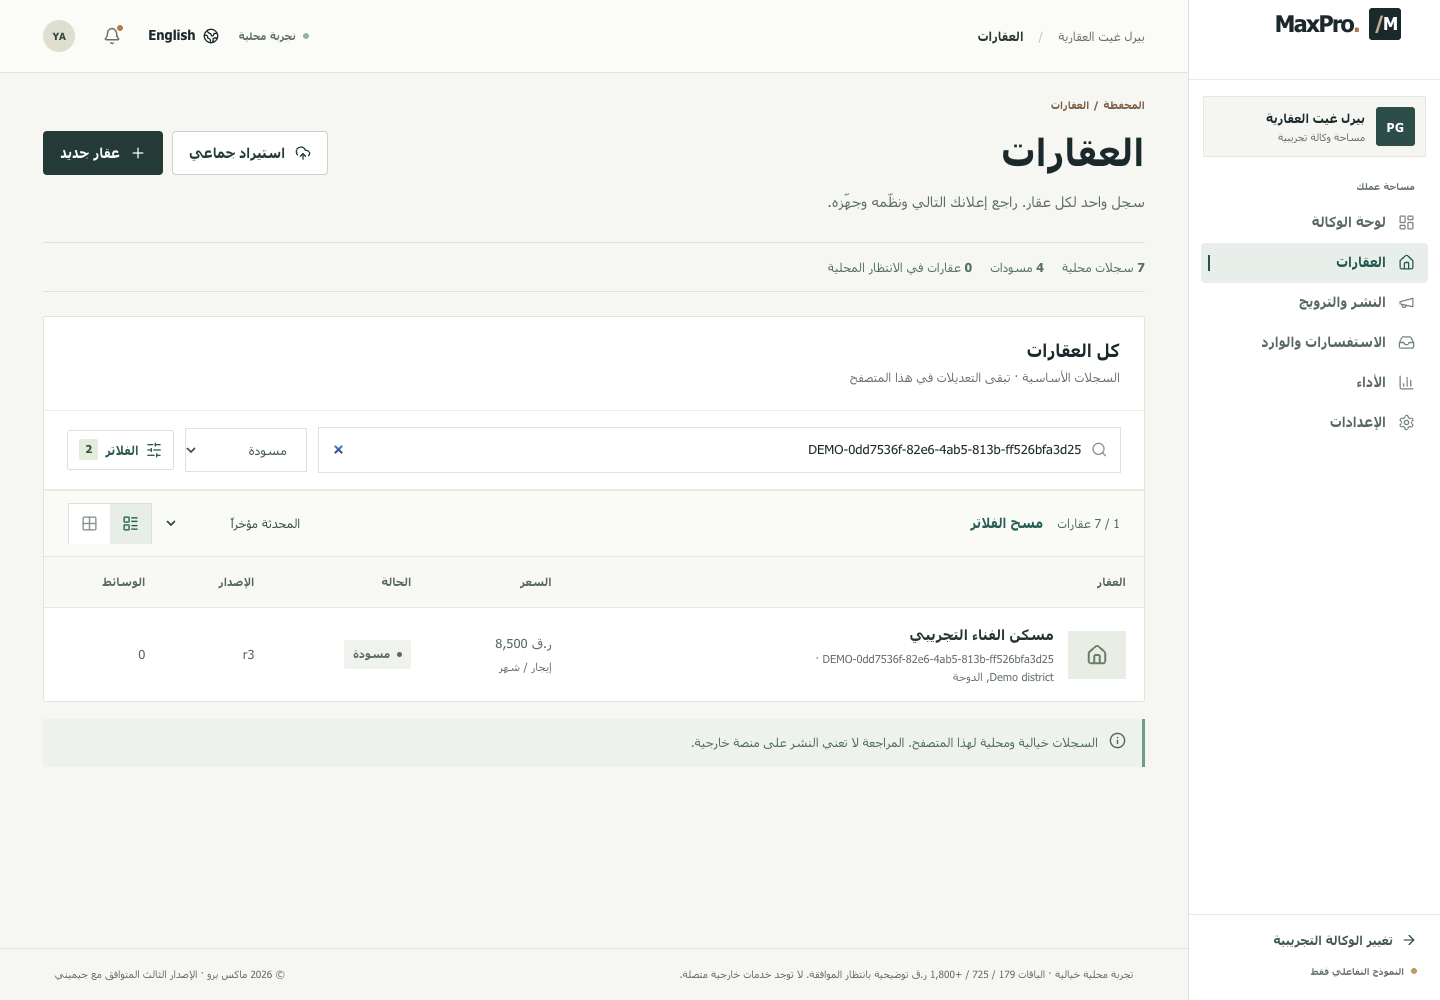 MaxPro.
/M
PG
بيرل غيت العقارية
مساحة وكالة تجريبية
مساحة عملك
لوحة الوكالة
العقارات
النشر والترويج
الاستفسارات والوارد
الأداء
الإعدادات
تغيير الوكالة التجريبية
النموذج التفاعلي فقط
بيرل غيت العقارية / العقارات
تجربة محلية
English
YA
المحفظة / العقارات
العقارات
سجل واحد لكل عقار. راجع إعلانك التالي ونظّمه وجهّزه.
استيراد جماعي
عقار جديد
7 سجلات محلية
4 مسودات
0 عقارات في الانتظار المحلية
كل العقارات
السجلات الأساسية · تبقى التعديلات في هذا المتصفح
DEMO-0dd7536f-82e6-4ab5-813b-ff526bfa3d25
×
مسودة
الفلاتر 2
1 / 7 عقارات
مسح الفلاتر
المحدثة مؤخراً
العقار السعر الحالة الإصدار الوسائط
مسكن الفناء التجريبي
DEMO-0dd7536f-82e6-4ab5-813b-ff526bfa3d25 ·
Demo district, الدوحة
ر.ق 8,500
إيجار / شهر
مسودة
r3
0
السجلات خيالية ومحلية لهذا المتصفح. المراجعة لا تعني النشر على منصة خارجية.
تجربة محلية خيالية · الباقات 179 / 725 / +1,800 ر.ق توضيحية بانتظار الموافقة. لا توجد خدمات خارجية متصلة.
© 2026 ماكس برو · الإصدار الثالث المتوافق مع جيميني